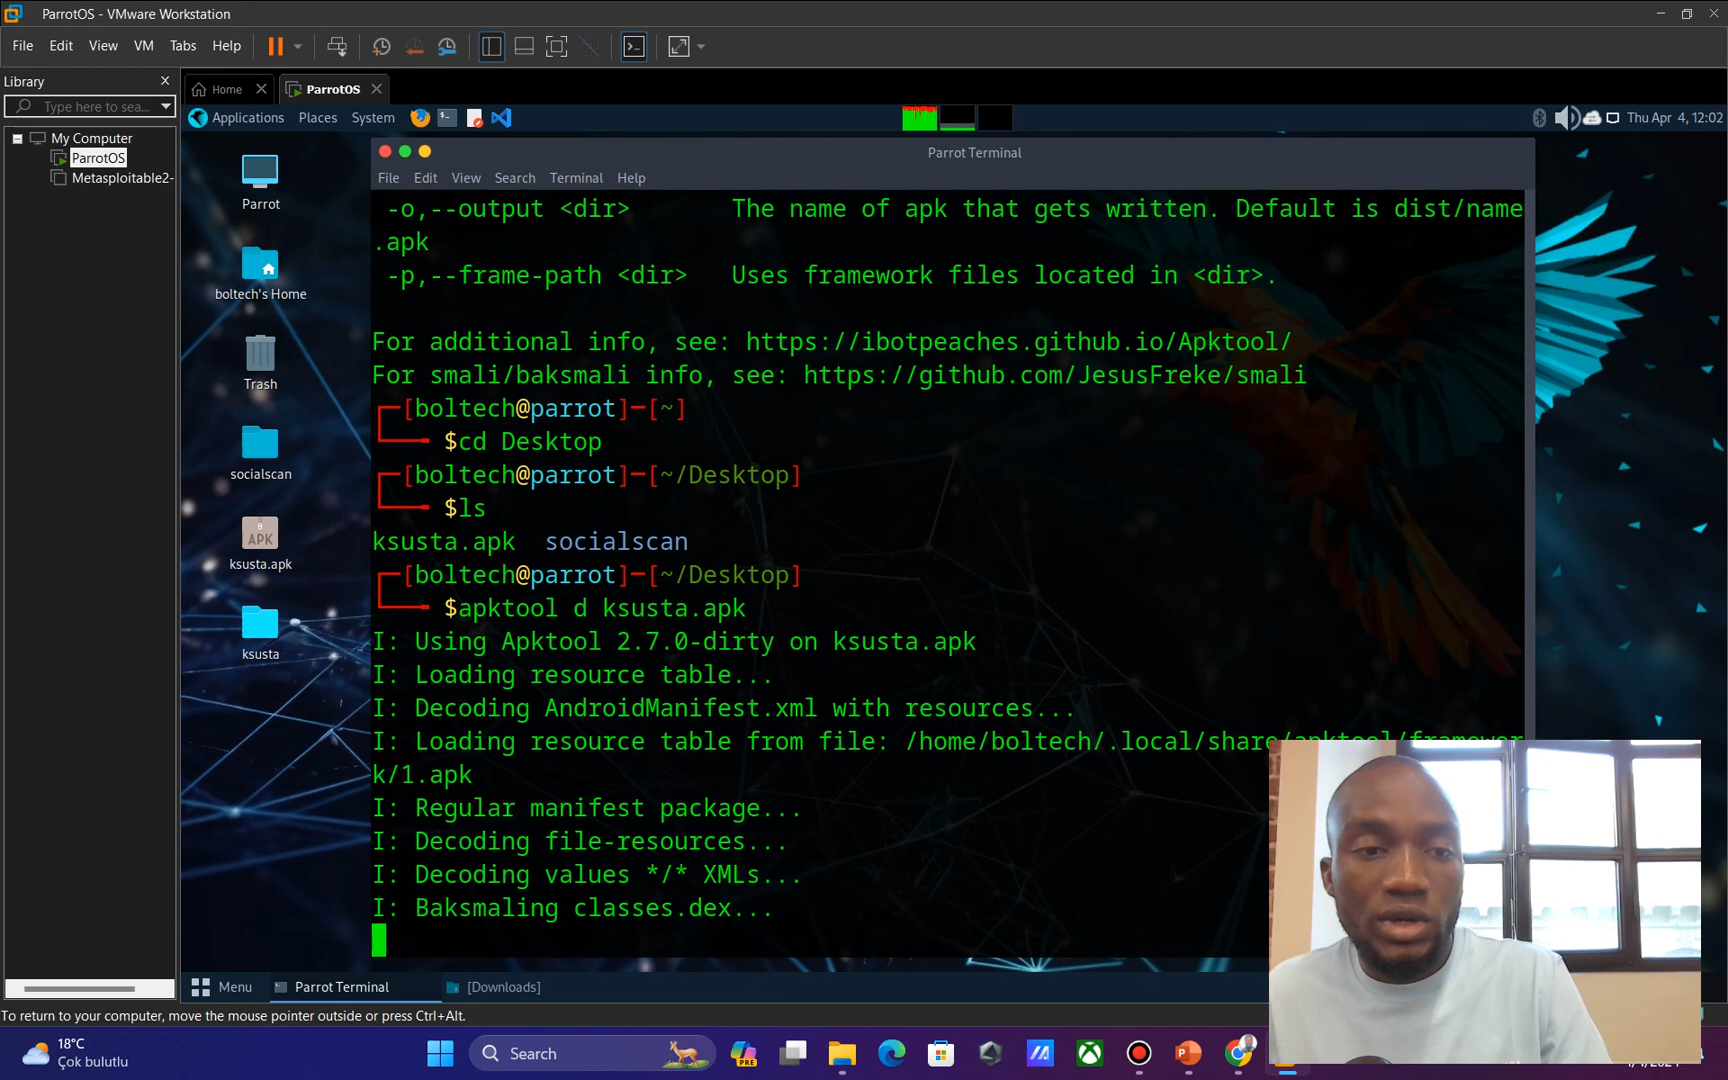 ParrotOS - VMware Workstation
File Edit View VM Tabs Help
Library
Type here to sea...
My Computer
ParrotOS
Metasploitable2-
Home
ParrotOS
Applications Places System
Thu Apr 4, 12:02
Parrot
boltech's Home
Trash
socialscan
APK
ksusta.apk
ksusta
Parrot Terminal
File Edit View Search Terminal Help
-o,--output <dir> The name of apk that gets written. Default is dist/name
.apk
-p,--frame-path <dir> Uses framework files located in <dir>.
For additional info, see: https://ibotpeaches.github.io/Apktool/
For smali/baksmali info, see: https://github.com/JesusFreke/smali
[boltech@parrot]─[~]
$cd Desktop
[boltech@parrot]─[~/Desktop]
$ls
ksusta.apk socialscan
[boltech@parrot]─[~/Desktop]
$apktool d ksusta.apk
I: Using Apktool 2.7.0-dirty on ksusta.apk
I: Loading resource table...
I: Decoding AndroidManifest.xml with resources...
I: Loading resource table from file: /home/boltech/.local/share/apktool/framewor
k/1.apk
I: Regular manifest package...
I: Decoding file-resources...
I: Decoding values */* XMLs...
I: Baksmaling classes.dex...
Menu
Parrot Terminal
[Downloads]
To return to your computer, move the mouse pointer outside or press Ctrl+Alt.
18°C
Çok bulutlu
Search
PRE